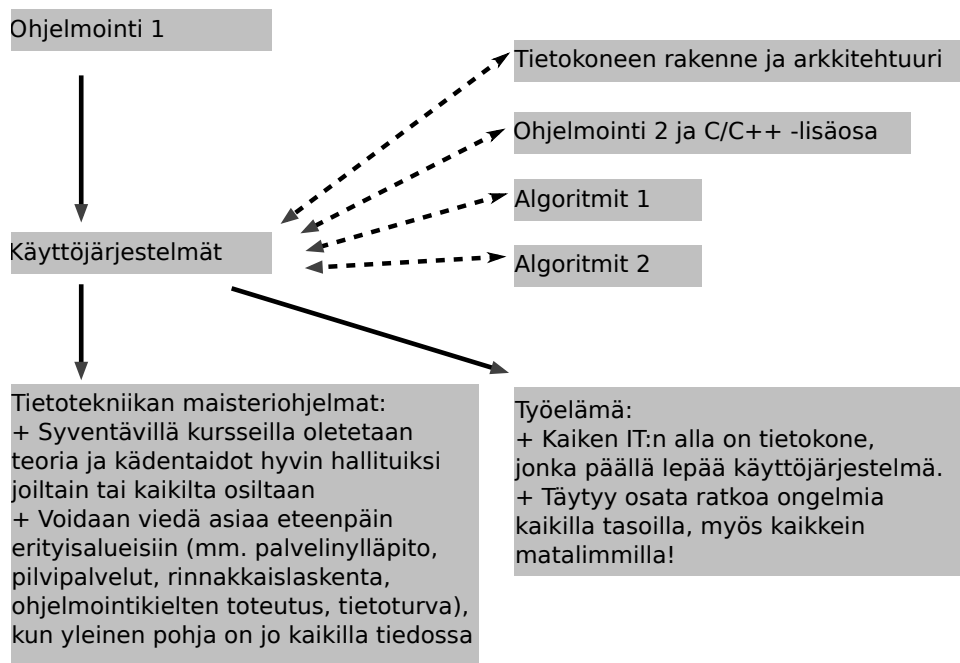 Ohjelmointi 1
Tietokoneen rakenne ja arkkitehtuuri
Ohjelmointi 2 ja C/C++ -lisäosa
Algoritmit 1
Käyttöjärjestelmät
Algoritmit 2
Tietotekniikan maisteriohjelmat:
+ Syventävillä kursseilla oletetaan
teoria ja kädentaidot hyvin hallituiksi
joiltain tai kaikilta osiltaan
+ Voidaan viedä asiaa eteenpäin
erityisalueisiin (mm. palvelinylläpito,
pilvipalvelut, rinnakkaislaskenta,
ohjelmointikielten toteutus, tietoturva),
kun yleinen pohja on jo kaikilla tiedossa
Työelämä:
+ Kaiken IT:n alla on tietokone,
jonka päällä lepää käyttöjärjestelmä.
+ Täytyy osata ratkoa ongelmia
kaikilla tasoilla, myös kaikkein
matalimmilla!